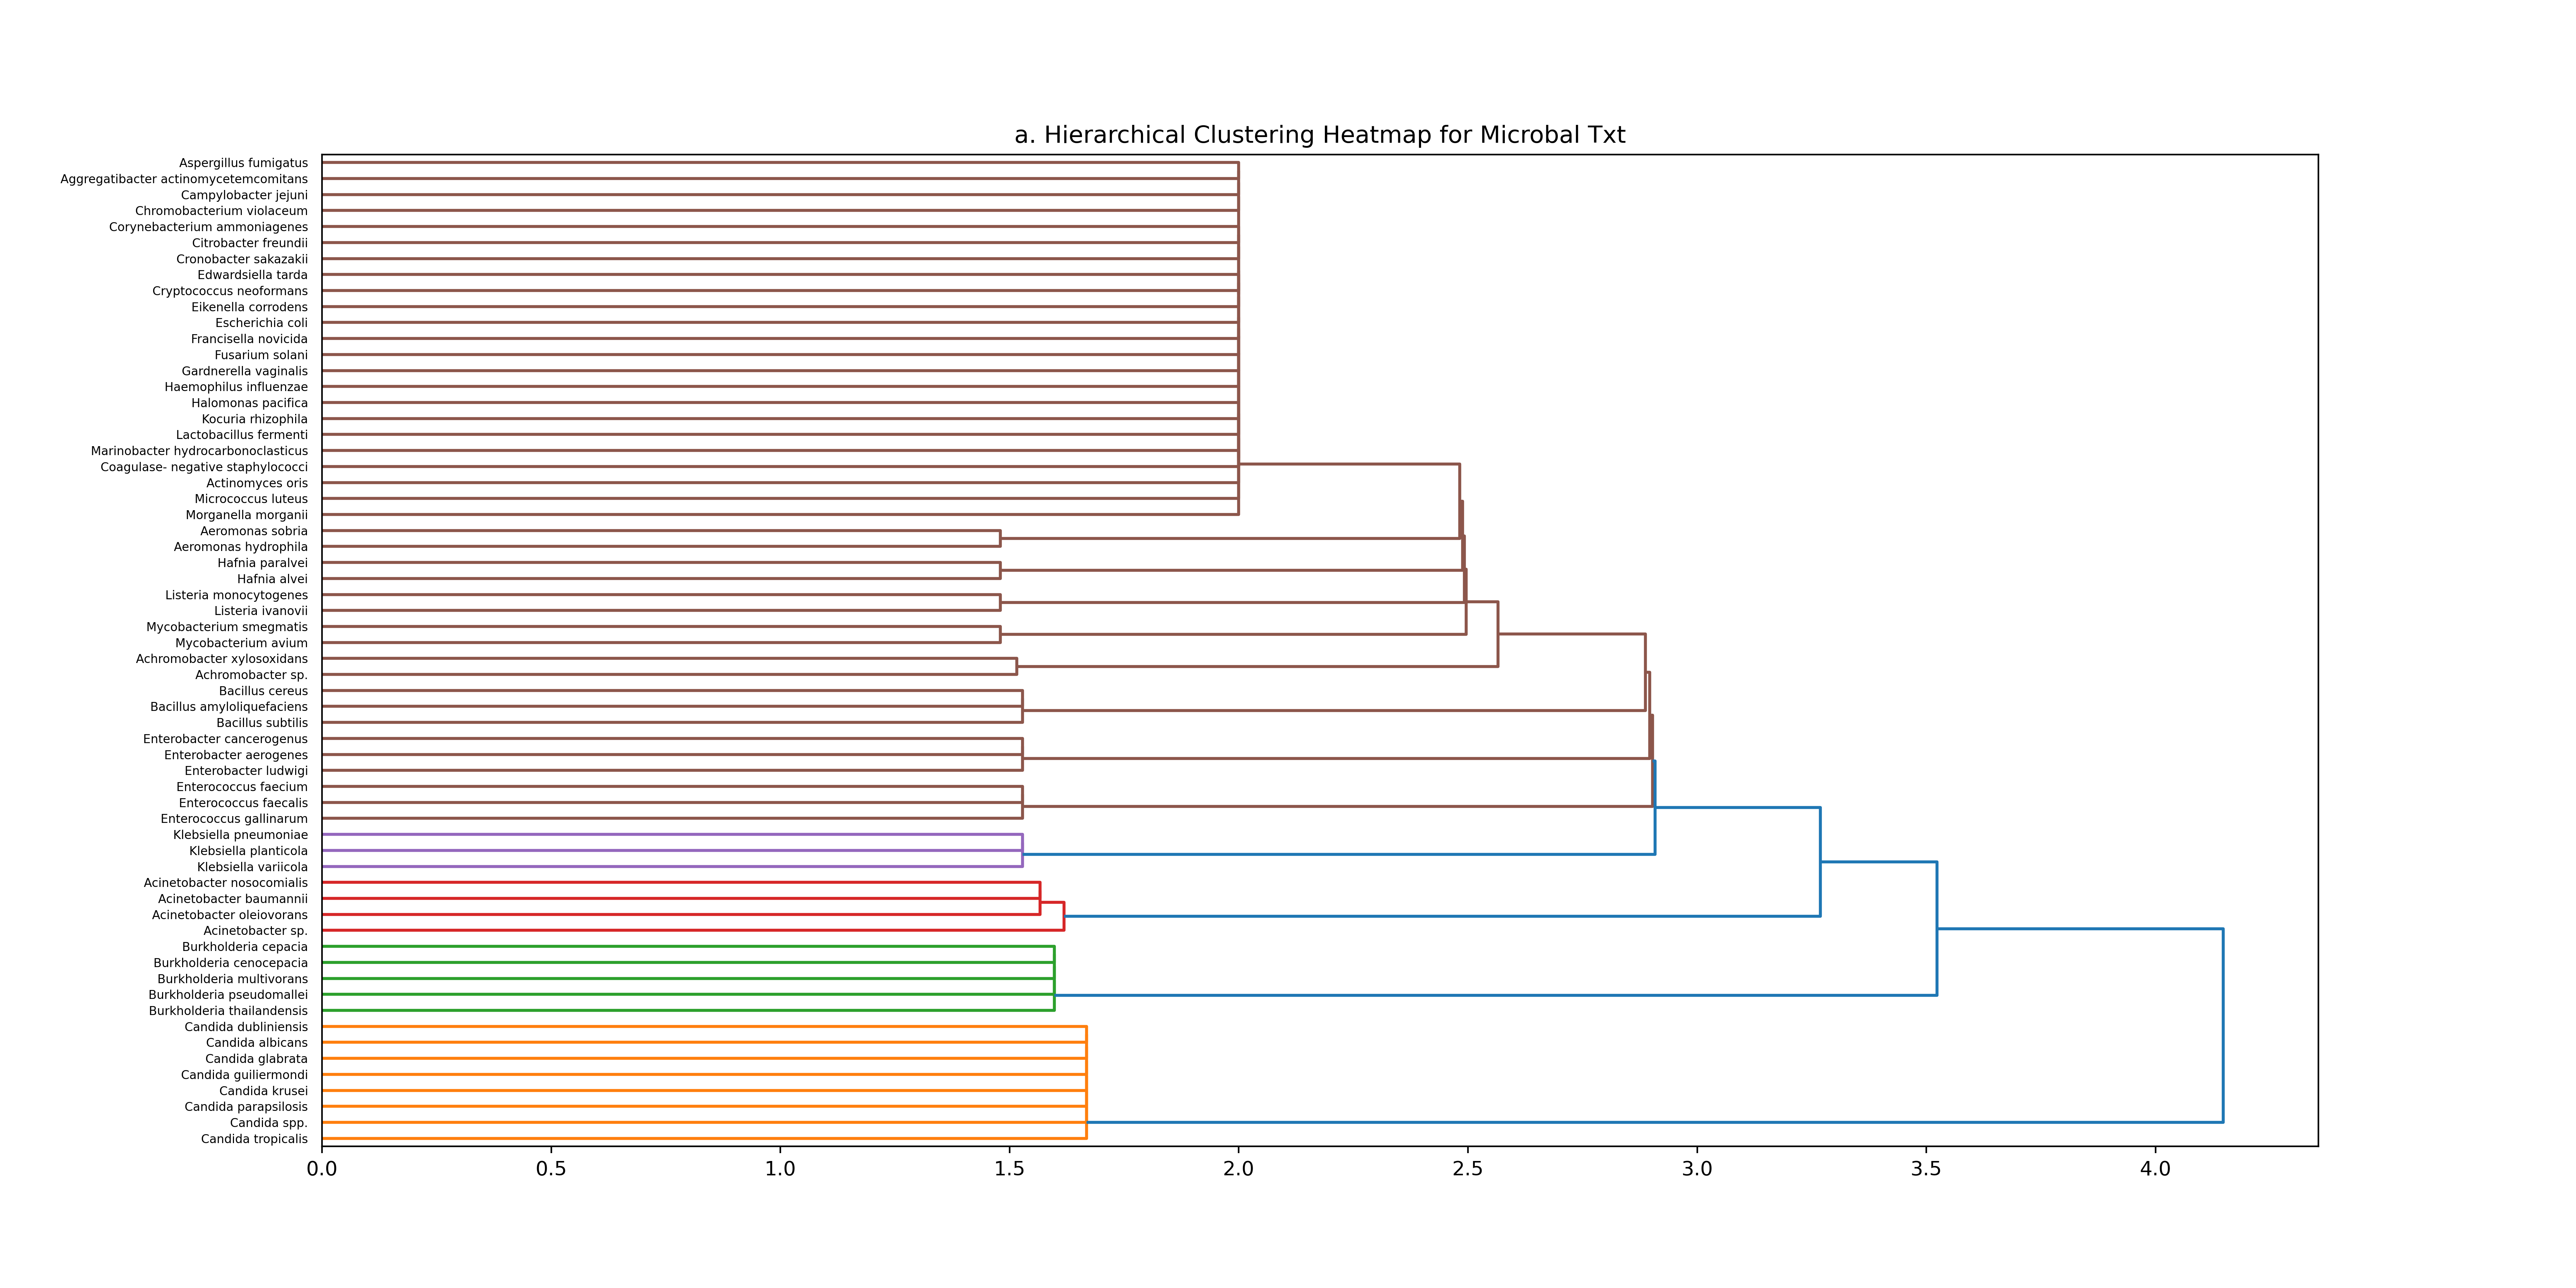 a. Hierarchical Clustering Heatmap for Microbal Txt
Aspergillus fumigatus
Aggregatibacter actinomycetemcomitans
Campylobacter jejuni
Chromobacterium violaceum
Corynebacterium ammoniagenes
Citrobacter freundii
Cronobacter sakazakii
Edwardsiella tarda
Cryptococcus neoformans
Eikenella corrodens
Escherichia coli
Francisella novicida
Fusarium solani
Gardnerella vaginalis
Haemophilus influenzae
Halomonas pacifica
Kocuria rhizophila
Lactobacillus fermenti
Marinobacter hydrocarbonoclasticus
Coagulase- negative staphylococci
Actinomyces oris
Micrococcus luteus
Morganella morganii
Aeromonas sobria
Aeromonas hydrophila
Hafnia paralvei
Hafnia alvei
Listeria monocytogenes
Listeria ivanovii
Mycobacterium smegmatis
Mycobacterium avium
Achromobacter xylosoxidans
Achromobacter sp.
Bacillus cereus
Bacillus amyloliquefaciens
Bacillus subtilis
Enterobacter cancerogenus
Enterobacter aerogenes
Enterobacter ludwigi
Enterococcus faecium
Enterococcus faecalis
Enterococcus gallinarum
Klebsiella pneumoniae
Klebsiella planticola
Klebsiella variicola
Acinetobacter nosocomialis
Acinetobacter baumannii
Acinetobacter oleiovorans
Acinetobacter sp.
Burkholderia cepacia
Burkholderia cenocepacia
Burkholderia multivorans
Burkholderia pseudomallei
Burkholderia thailandensis
Candida dubliniensis
Candida albicans
Candida glabrata
Candida guiliermondi
Candida krusei
Candida parapsilosis
Candida spp.
Candida tropicalis
0.0 0.5 1.0 1.5 2.0 2.5 3.0 3.5 4.0